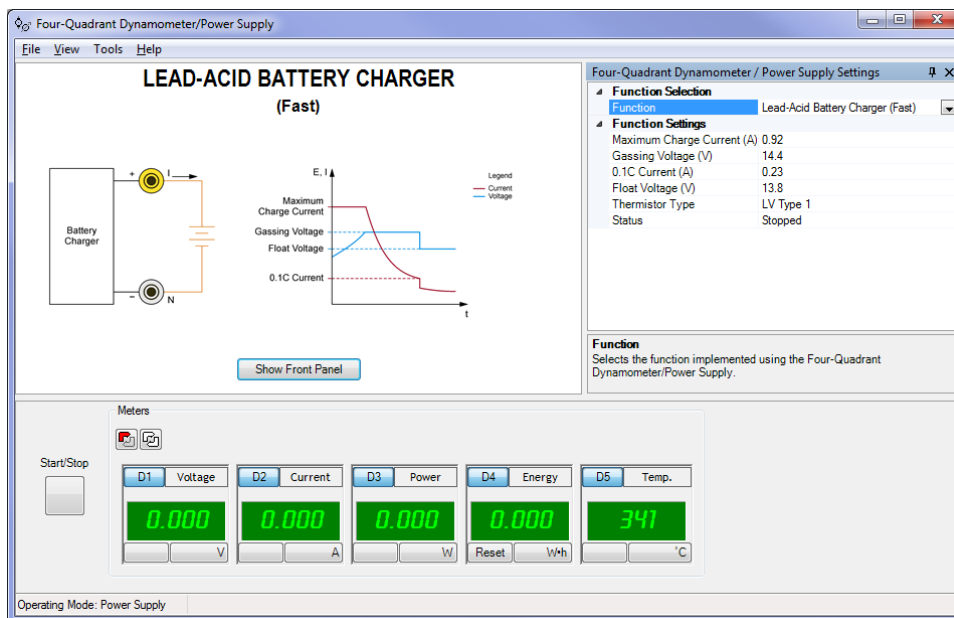 Four-Quadrant Dynamometer/Power Supply
File View Tools Help
LEAD-ACID BATTERY CHARGER
(Fast)
Battery
Charger
+
I
−
N
E, I
Maximum
Charge Current
Gassing Voltage
Float Voltage
0.1C Current
t
Legend
Current
Voltage
Show Front Panel
Four-Quadrant Dynamometer / Power Supply Settings
Function Selection
Function Lead-Acid Battery Charger (Fast)
Function Settings
Maximum Charge Current (A) 0.92
Gassing Voltage (V) 14.4
0.1C Current (A) 0.23
Float Voltage (V) 13.8
Thermistor Type LV Type 1
Status Stopped
Function
Selects the function implemented using the Four-Quadrant
Dynamometer/Power Supply.
Start/Stop
Meters
D1 Voltage D2 Current D3 Power D4 Energy D5 Temp.
0.000 0.000 0.000 0.000 341
V A W Reset W•h °C
Operating Mode: Power Supply